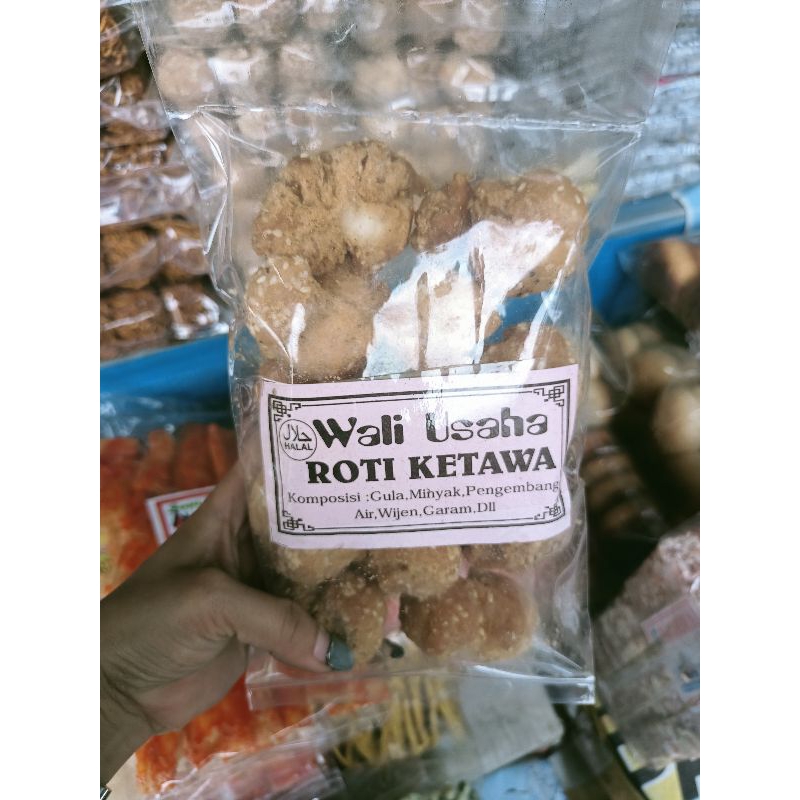 حلال
HALAL
Wali Usaha
ROTI KETAWA
Komposisi :Gula,Minyak,Pengembang
Air,Wijen,Garam,Dll